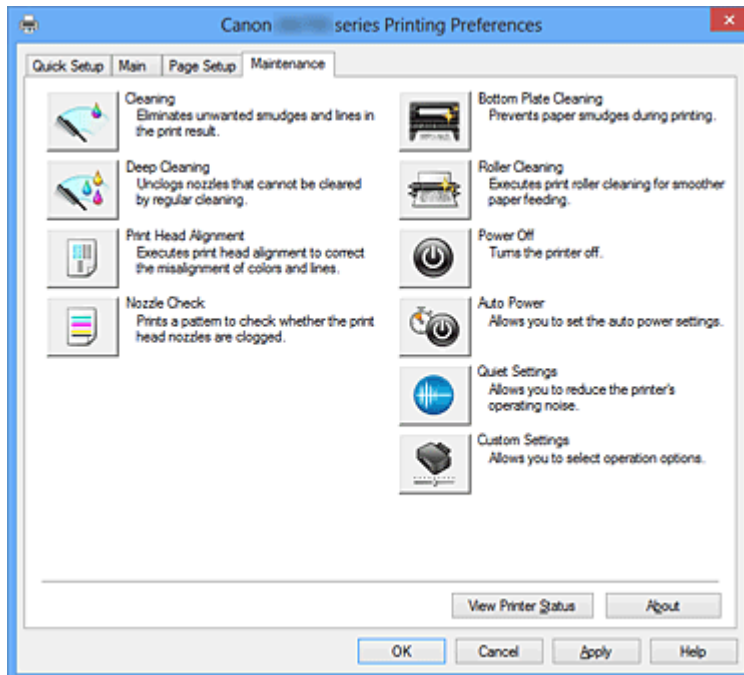 Canon series Printing Preferences
Quick Setup Main Page Setup Maintenance
Cleaning
Eliminates unwanted smudges and lines in
the print result.
Deep Cleaning
Unclogs nozzles that cannot be cleared
by regular cleaning.
Print Head Alignment
Executes print head alignment to correct
the misalignment of colors and lines.
Nozzle Check
Prints a pattern to check whether the print
head nozzles are clogged.
Bottom Plate Cleaning
Prevents paper smudges during printing.
Roller Cleaning
Executes print roller cleaning for smoother
paper feeding.
Power Off
Turns the printer off.
Auto Power
Allows you to set the auto power settings.
Quiet Settings
Allows you to reduce the printer's
operating noise.
Custom Settings
Allows you to select operation options.
View Printer Status About
OK Cancel Apply Help